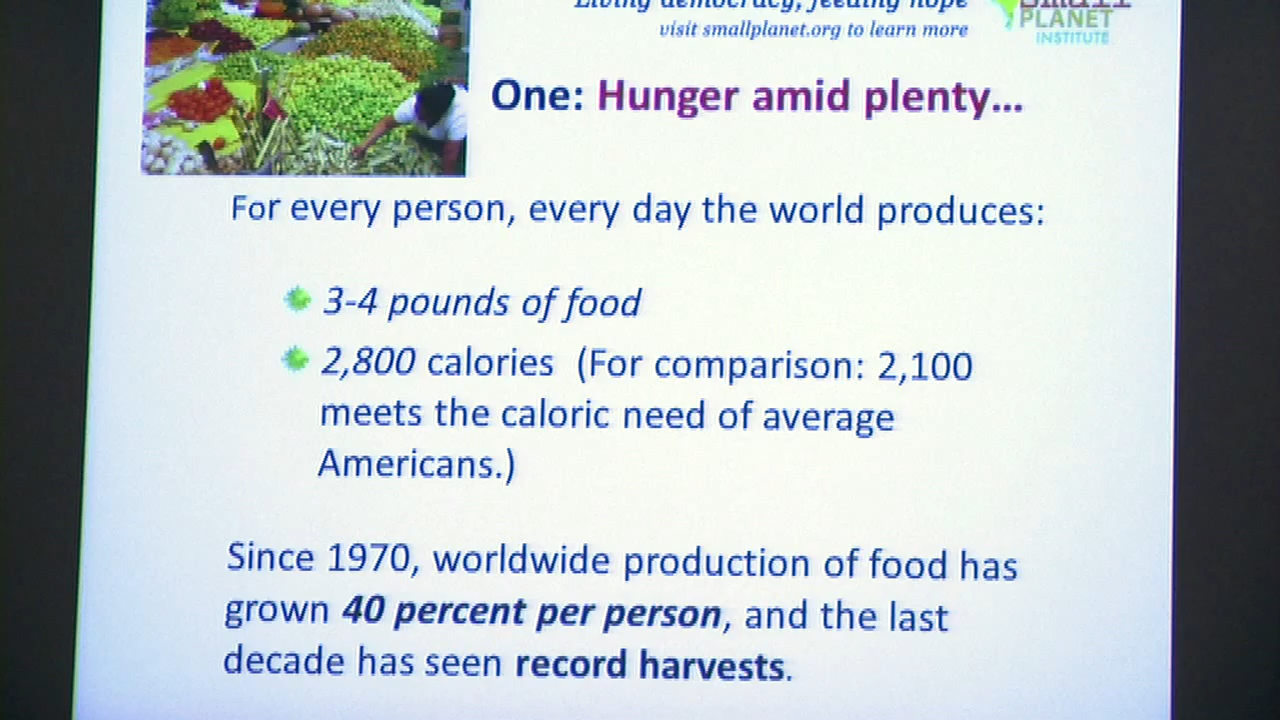 Living democracy, feeding hope
visit smallplanet.org to learn more
Small
PLANET
INSTITUTE
One: Hunger amid plenty...
For every person, every day the world produces:
3-4 pounds of food
2,800 calories (For comparison: 2,100
meets the caloric need of average
Americans.)
Since 1970, worldwide production of food has
grown 40 percent per person, and the last
decade has seen record harvests.